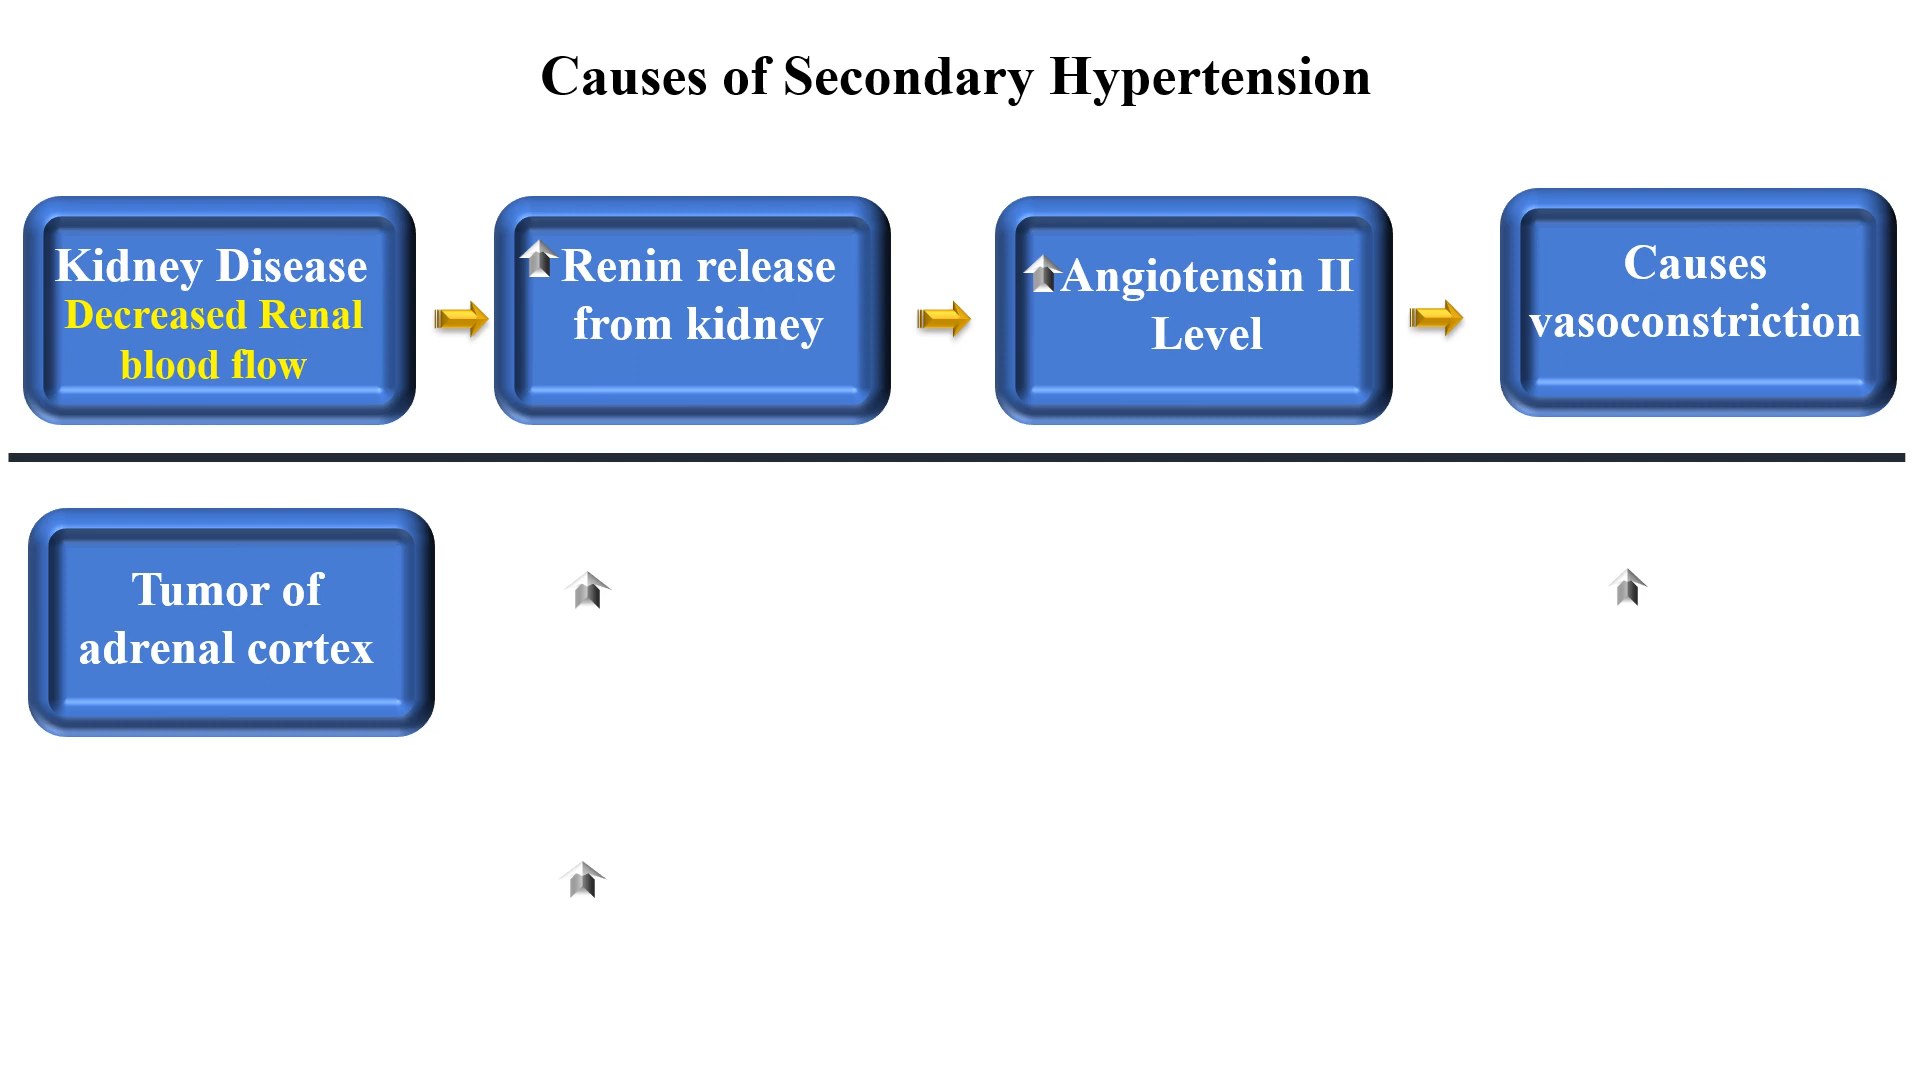 Causes of Secondary Hypertension
Kidney Disease
Decreased Renal
blood flow
Renin release
from kidney
Angiotensin II
Level
Causes
vasoconstriction
Tumor of
adrenal cortex